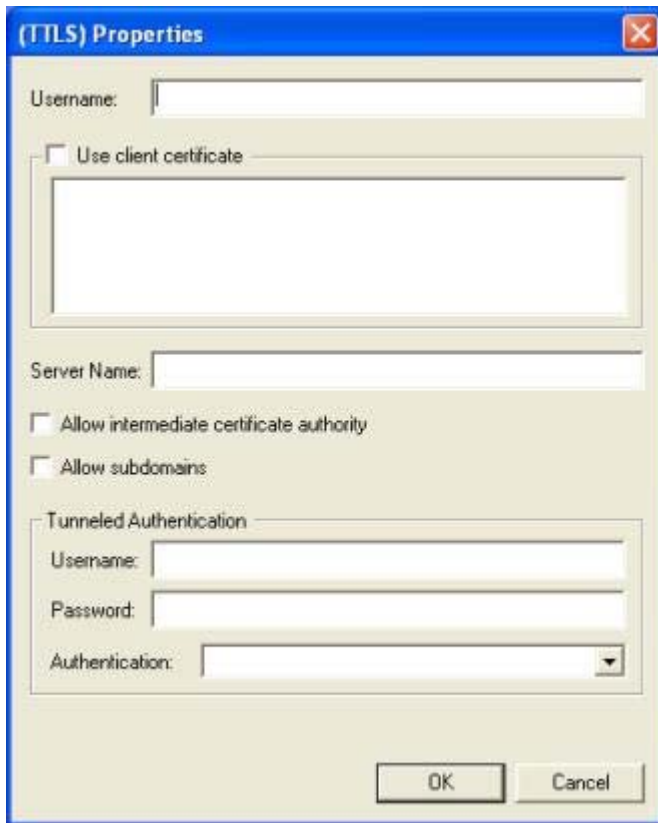 (TTLS) Properties
Username:
Use client certificate
Server Name:
Allow intermediate certificate authority
Allow subdomains
Tunneled Authentication
Username:
Password:
Authentication:
OK Cancel